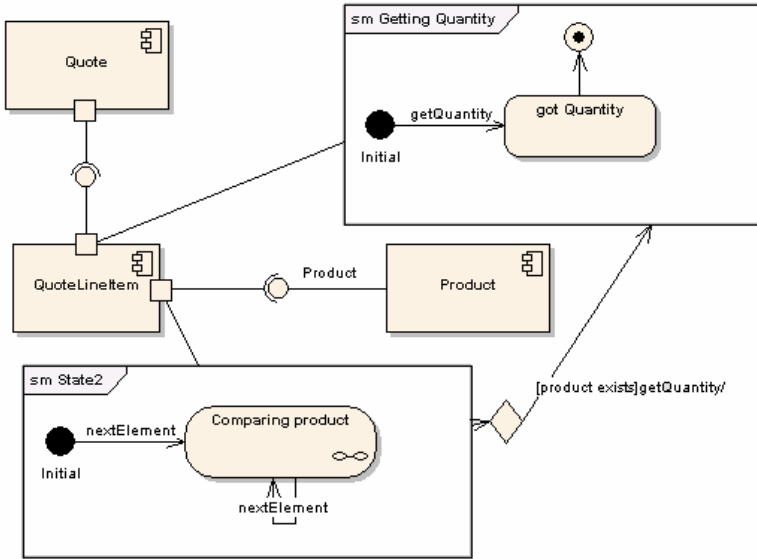 sm Getting Quantity
Quote
got Quantity
getQuantity
Initial
QuoteLineItem
Product
Product
[product exists]getQuantity/
sm State2
Comparing product
nextElement
Initial
nextElement